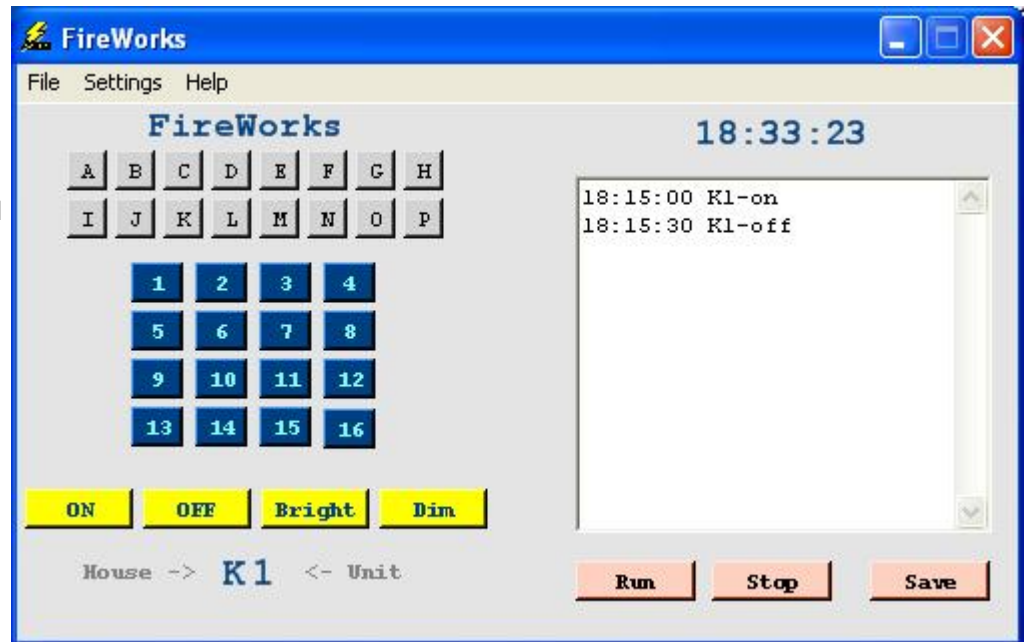 FireWorks
File Settings Help
FireWorks
A B C D E F G H
I J K L M N O P
1 2 3 4
5 6 7 8
9 10 11 12
13 14 15 16
ON OFF Bright Dim
House -> K1 <- Unit
18:33:23
18:15:00 K1-on
18:15:30 K1-off
Run Stop Save